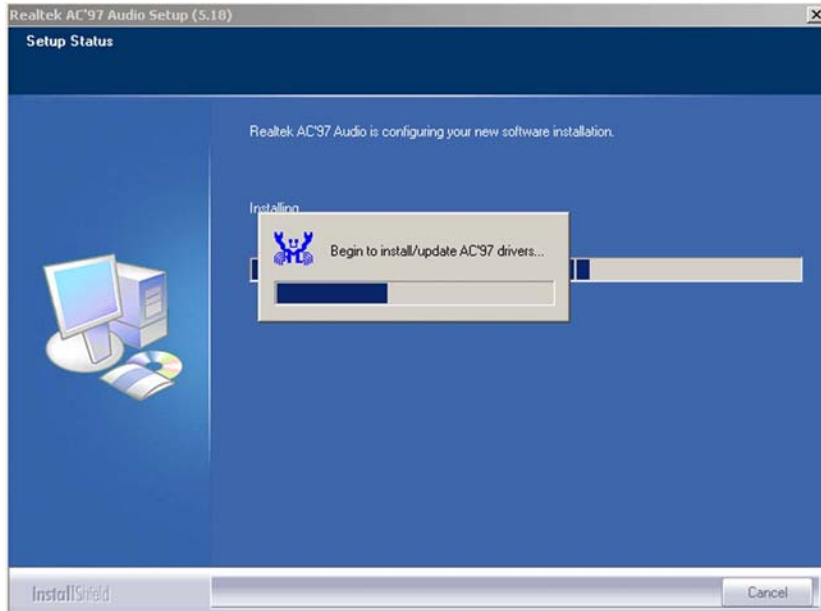 Realtek AC'97 Audio Setup (5.18)
Setup Status
Realtek AC'97 Audio is configuring your new software installation.
Installing
Begin to install/update AC'97 drivers...
InstallShield
Cancel